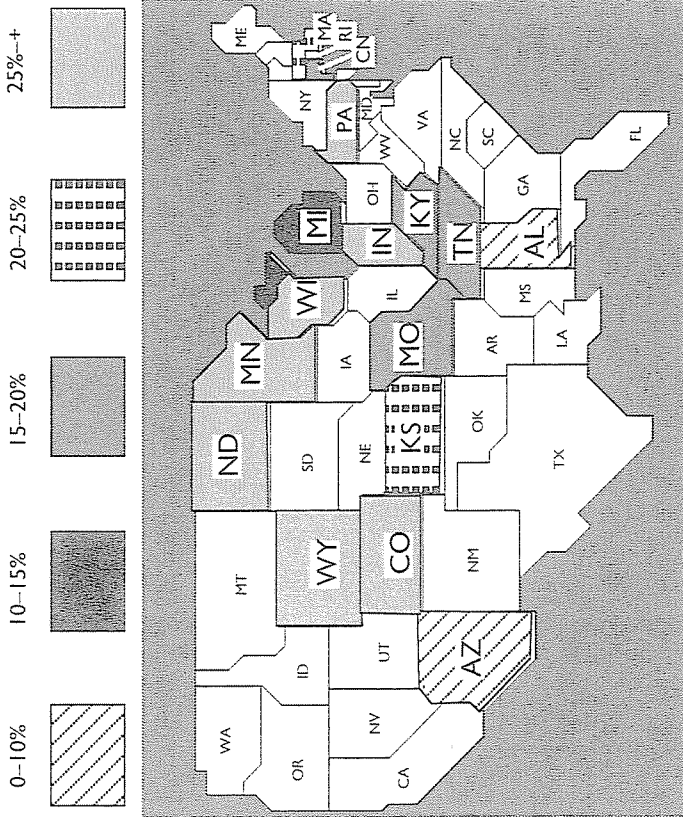 0–10%
10–15%
15–20%
20–25%
25%–+
WA
OR
CA
NV
ID
UT
AZ
MT
WY
CO
NM
ND
SD
NE
KS
OK
TX
MN
IA
MO
AR
LA
WI
IL
MS
MI
IN
KY
TN
AL
OH
WV
VA
NC
SC
GA
FL
PA
MD
NY
ME
MA
RI
CN